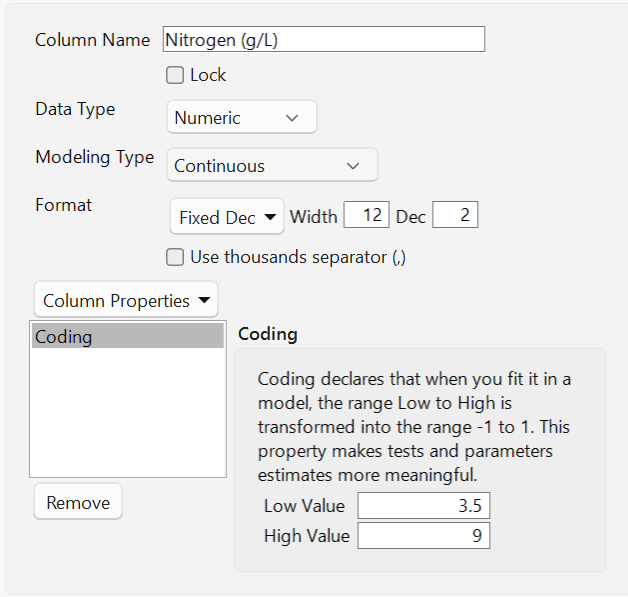 Column Name Nitrogen (g/L)
Lock
Data Type Numeric
Modeling Type Continuous
Format Fixed Dec Width 12 Dec 2
Use thousands separator (,)
Column Properties
Coding
Coding
Coding declares that when you fit it in a
model, the range Low to High is
transformed into the range -1 to 1. This
property makes tests and parameters
estimates more meaningful.
Low Value 3.5
High Value 9
Remove